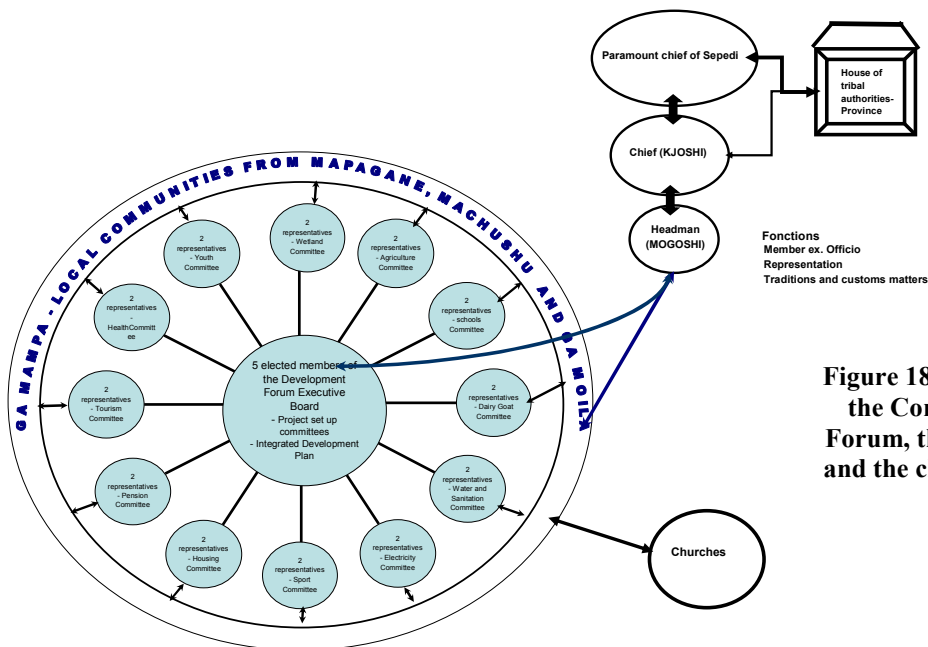 Paramount chief of Sepedi
House of
tribal
authorities-
Province
Chief (KJOSHI)
Headman
(MOGOSHI)
Fonctions
Member ex. Officio
Representation
Traditions and customs matters
GA MAMPA - LOCAL COMMUNITIES FROM MAPAGANE, MACHUSHU AND GA MOILA
2
representatives
- Wetland
Committee
2
representatives
- Youth
Committee
2
representatives
- Agriculture
Committee
2
representatives
-
HealthCommitt
ee
2
representatives
- schools
Committee
5 elected members of
the Development
Forum Executive
Board
- Project set up
committees
- Integrated Development
Plan
2
representatives
- Tourism
Committee
2
representatives
- Dairy Goat
Committee
2
representatives
- Pension
Committee
2
representatives
- Water and
Sanitation
Committee
2
representatives
- Housing
Committee
2
representatives
- Sport
Committee
2
representatives
- Electricity
Committee
Churches
Figure 18
the Con
Forum, th
and the c